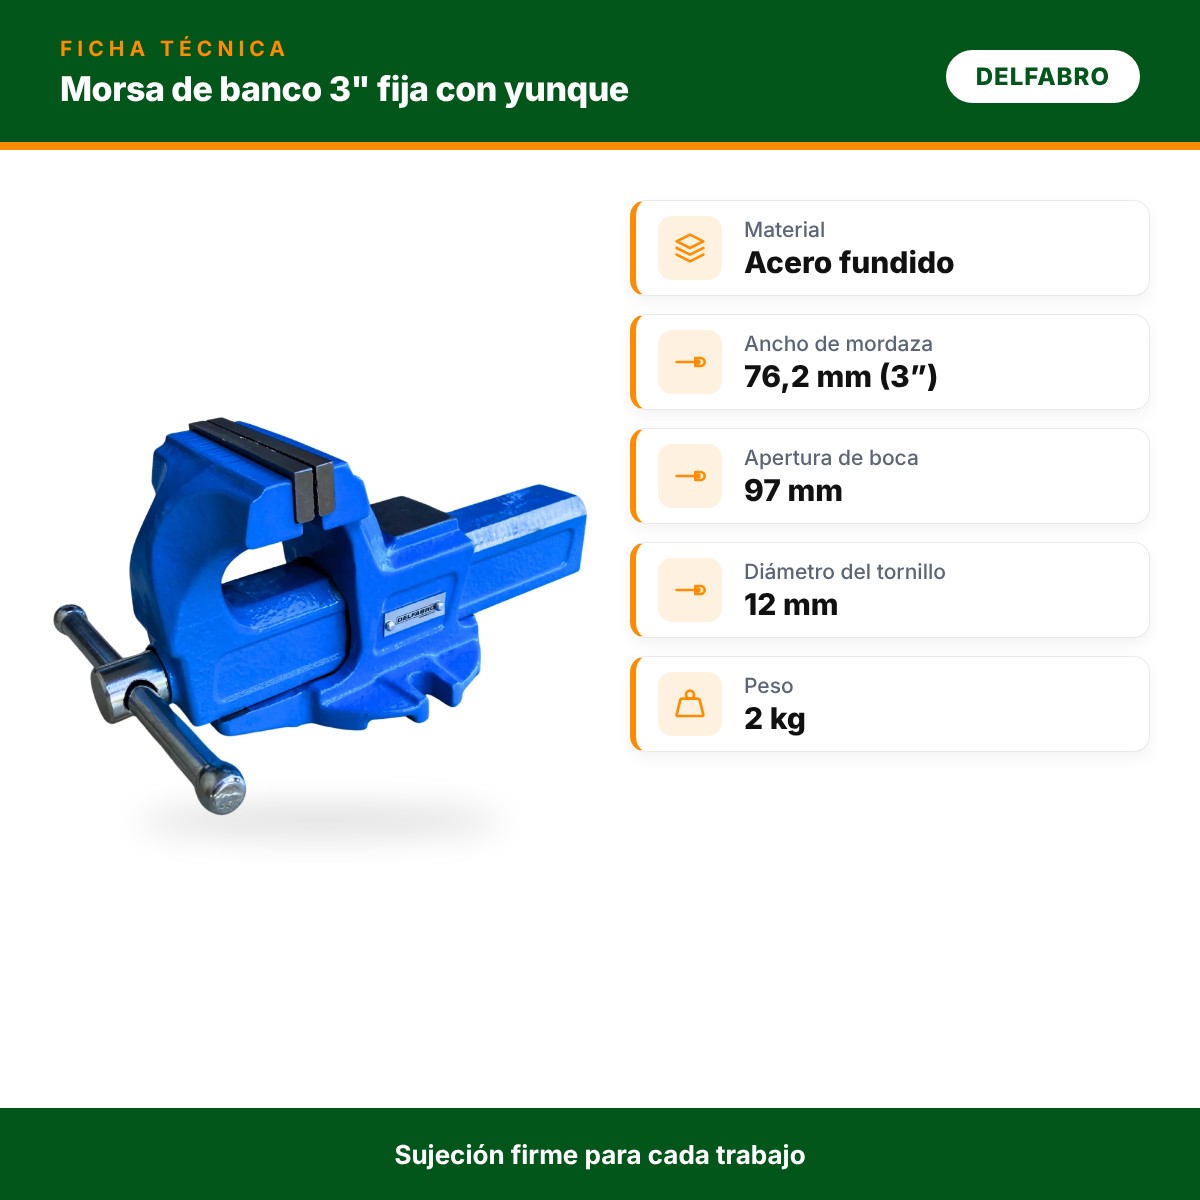 FICHA TÉCNICA
Morsa de banco 3" fija con yunque
DELFABRO
Material
Acero fundido
Ancho de mordaza
76,2 mm (3”)
Apertura de boca
97 mm
Diámetro del tornillo
12 mm
Peso
2 kg
DELFABRO
Sujeción firme para cada trabajo